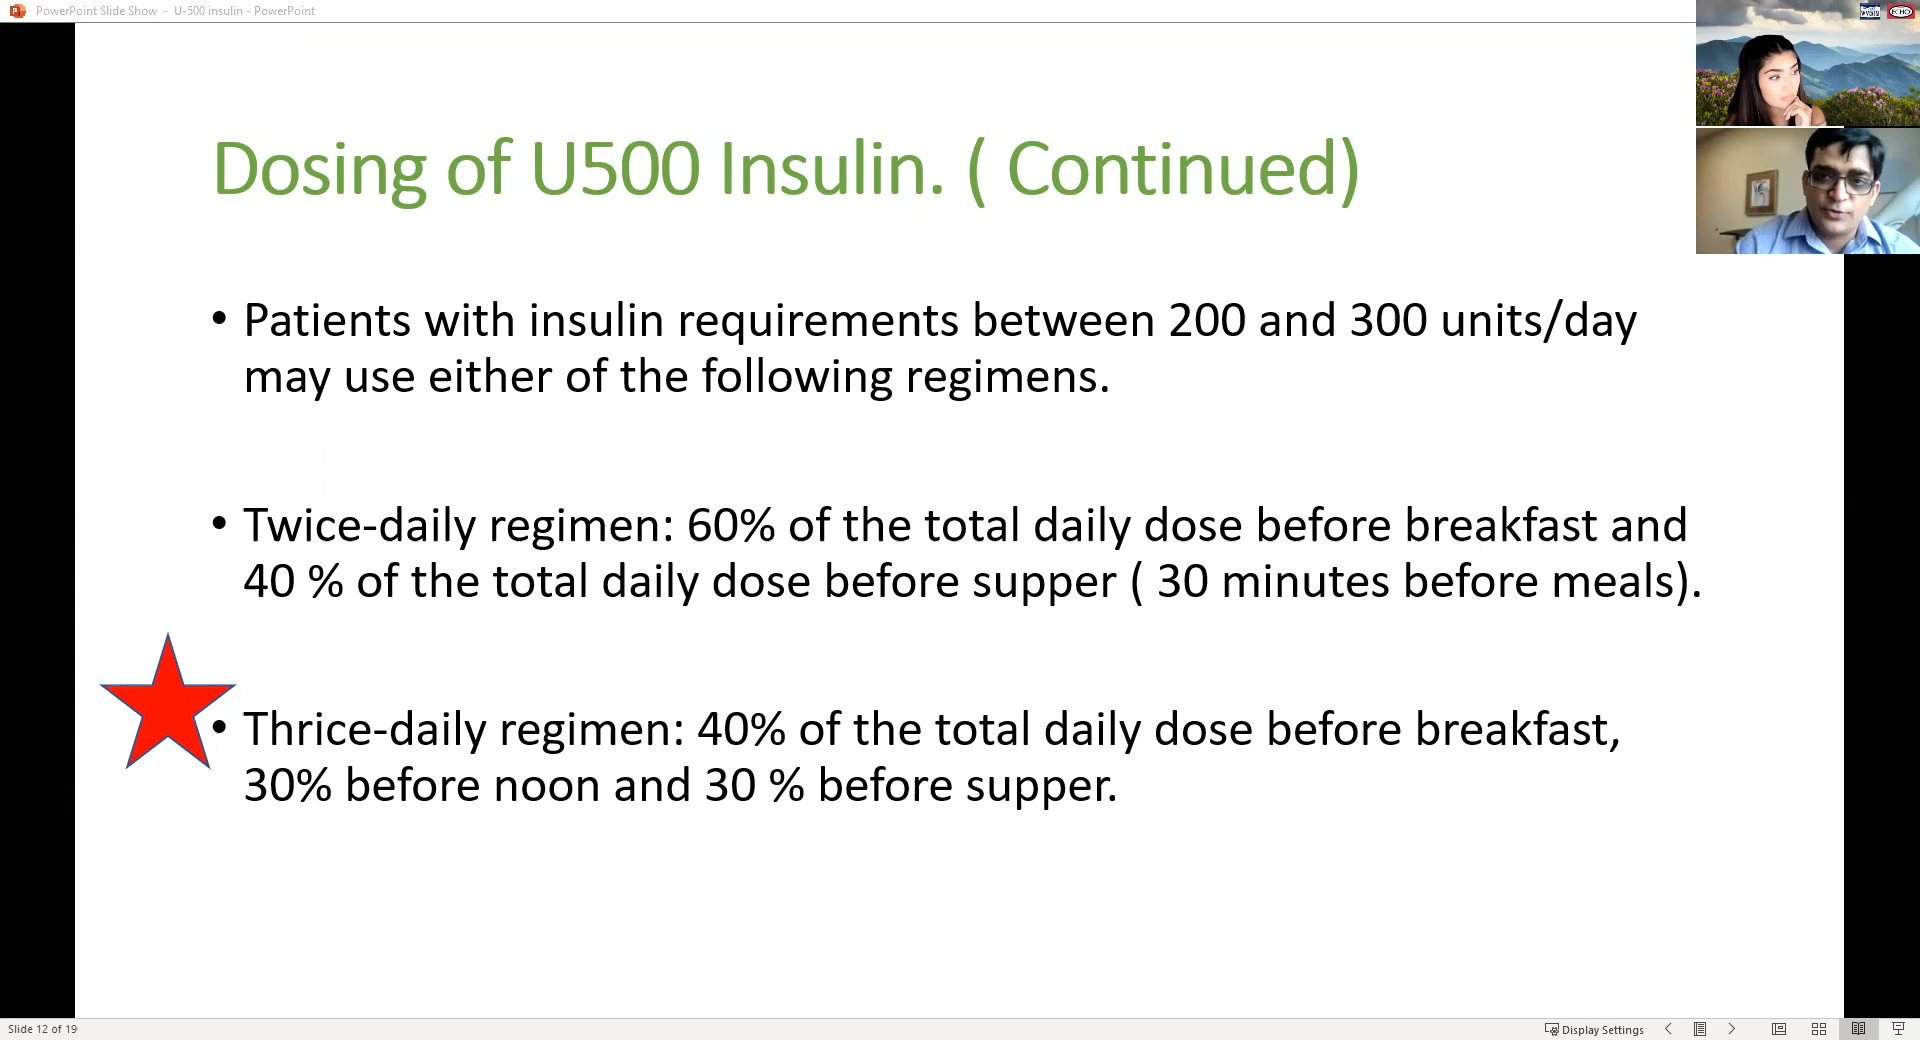 PowerPoint Slide Show - U-500 insulin - PowerPoint
ECHO
Dosing of U500 Insulin. ( Continued)
• Patients with insulin requirements between 200 and 300 units/day
may use either of the following regimens.
• Twice-daily regimen: 60% of the total daily dose before breakfast and
40 % of the total daily dose before supper ( 30 minutes before meals).
• Thrice-daily regimen: 40% of the total daily dose before breakfast,
30% before noon and 30 % before supper.
Slide 12 of 19
Display Settings